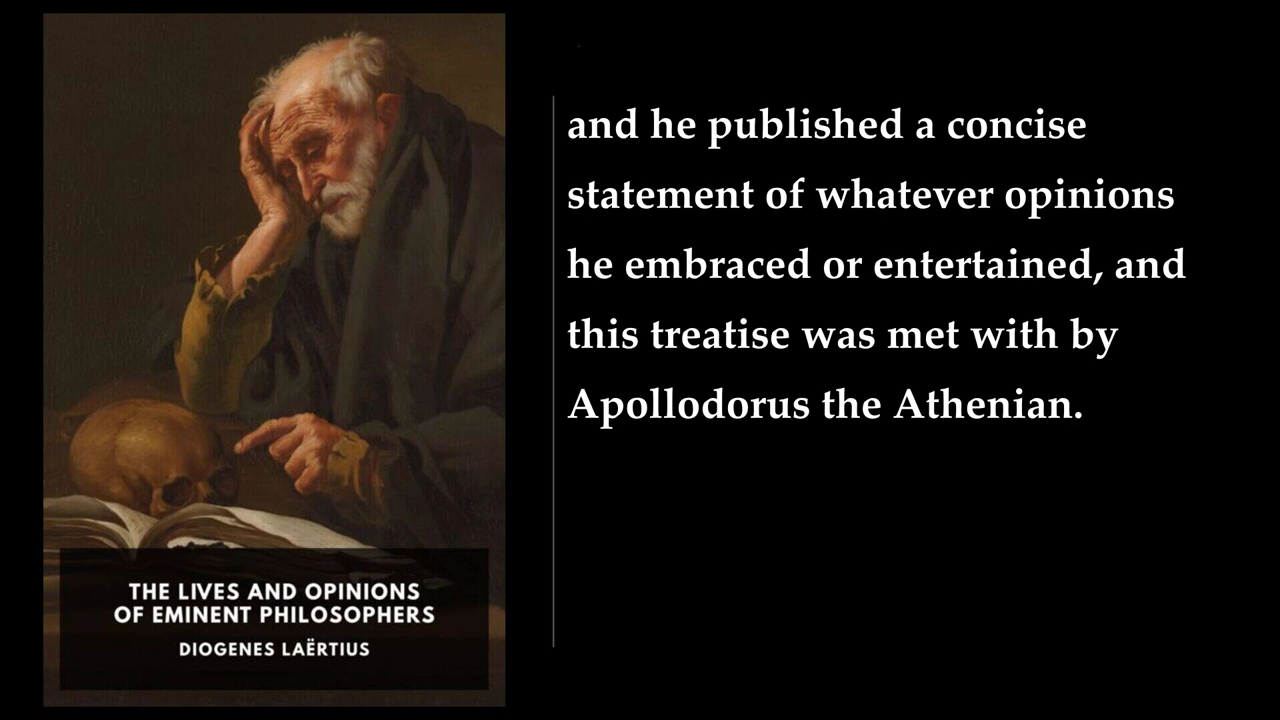 and he published a concise
statement of whatever opinions
he embraced or entertained, and
this treatise was met with by
Apollodorus the Athenian.
THE LIVES AND OPINIONS
OF EMINENT PHILOSOPHERS
DIOGENES LAËRTIUS